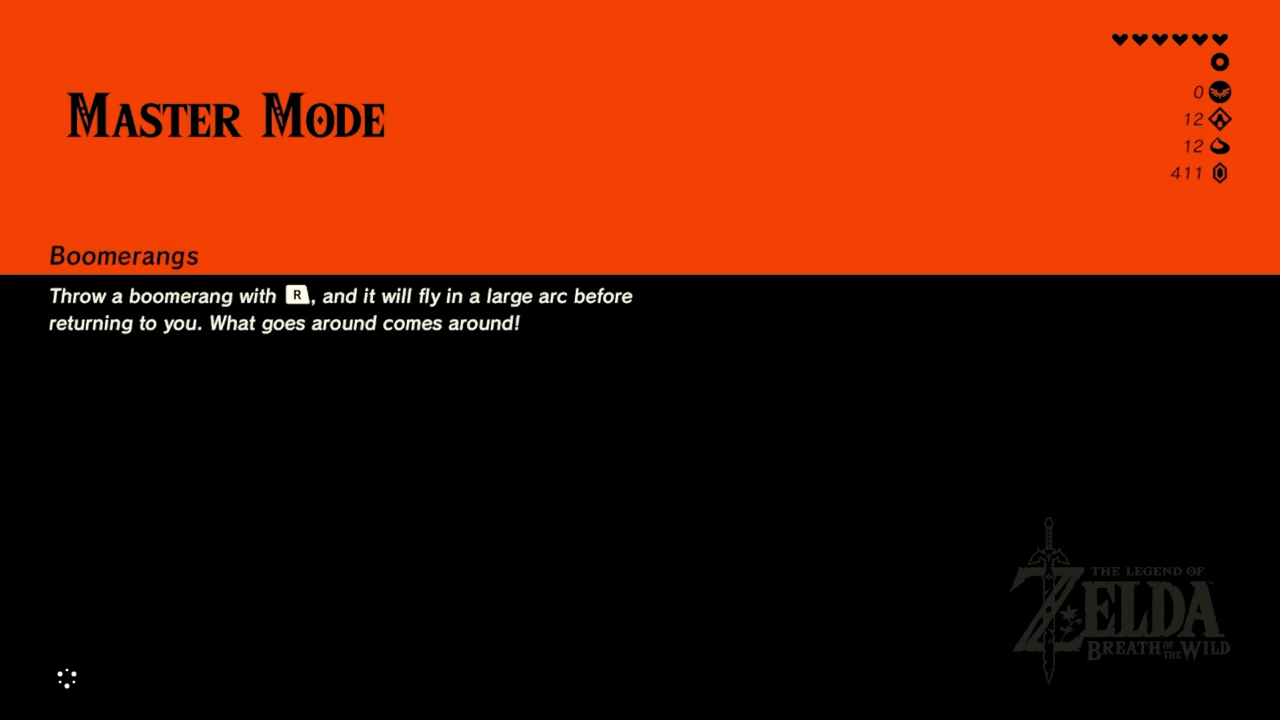 Master Mode
0
12
12
411
Boomerangs
Throw a boomerang with R, and it will fly in a large arc before
returning to you. What goes around comes around!
THE LEGEND OF
ZELDA
BREATH OF THE WILD